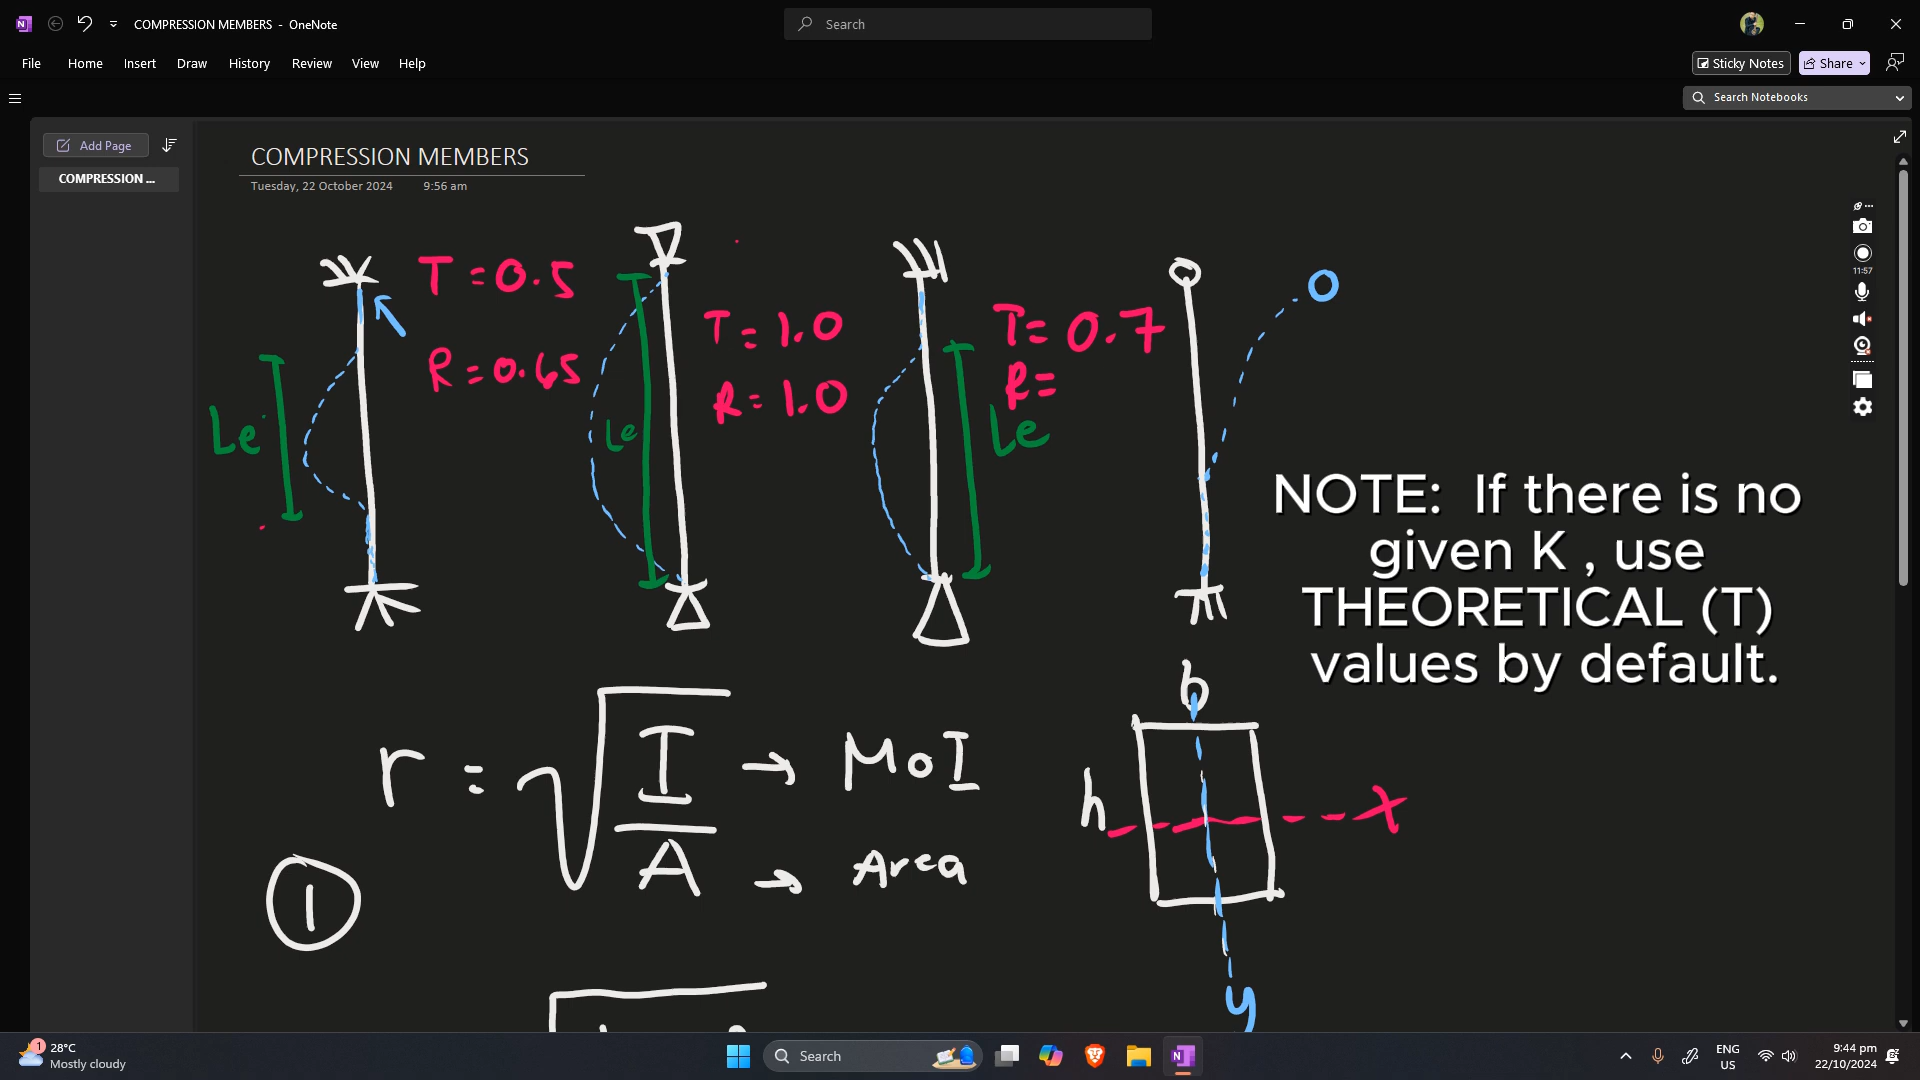 COMPRESSION MEMBERS - OneNote
Search
File Home Insert Draw History Review View Help
Sticky Notes
Share
Search Notebooks
Add Page
COMPRESSION ...
COMPRESSION MEMBERS
Tuesday, 22 October 2024 9:56 am
11:57
T = 0.5
R = 0.65
Le
T = 1.0
R = 1.0
Le
T = 0.7
R =
Le
NOTE: If there is no
given K , use
THEORETICAL (T)
values by default.
r = √ I / A
→ MoI
→ Area
1
b
h
x
y
1
28°C
Mostly cloudy
Search
ENG
US
9:44 pm
22/10/2024